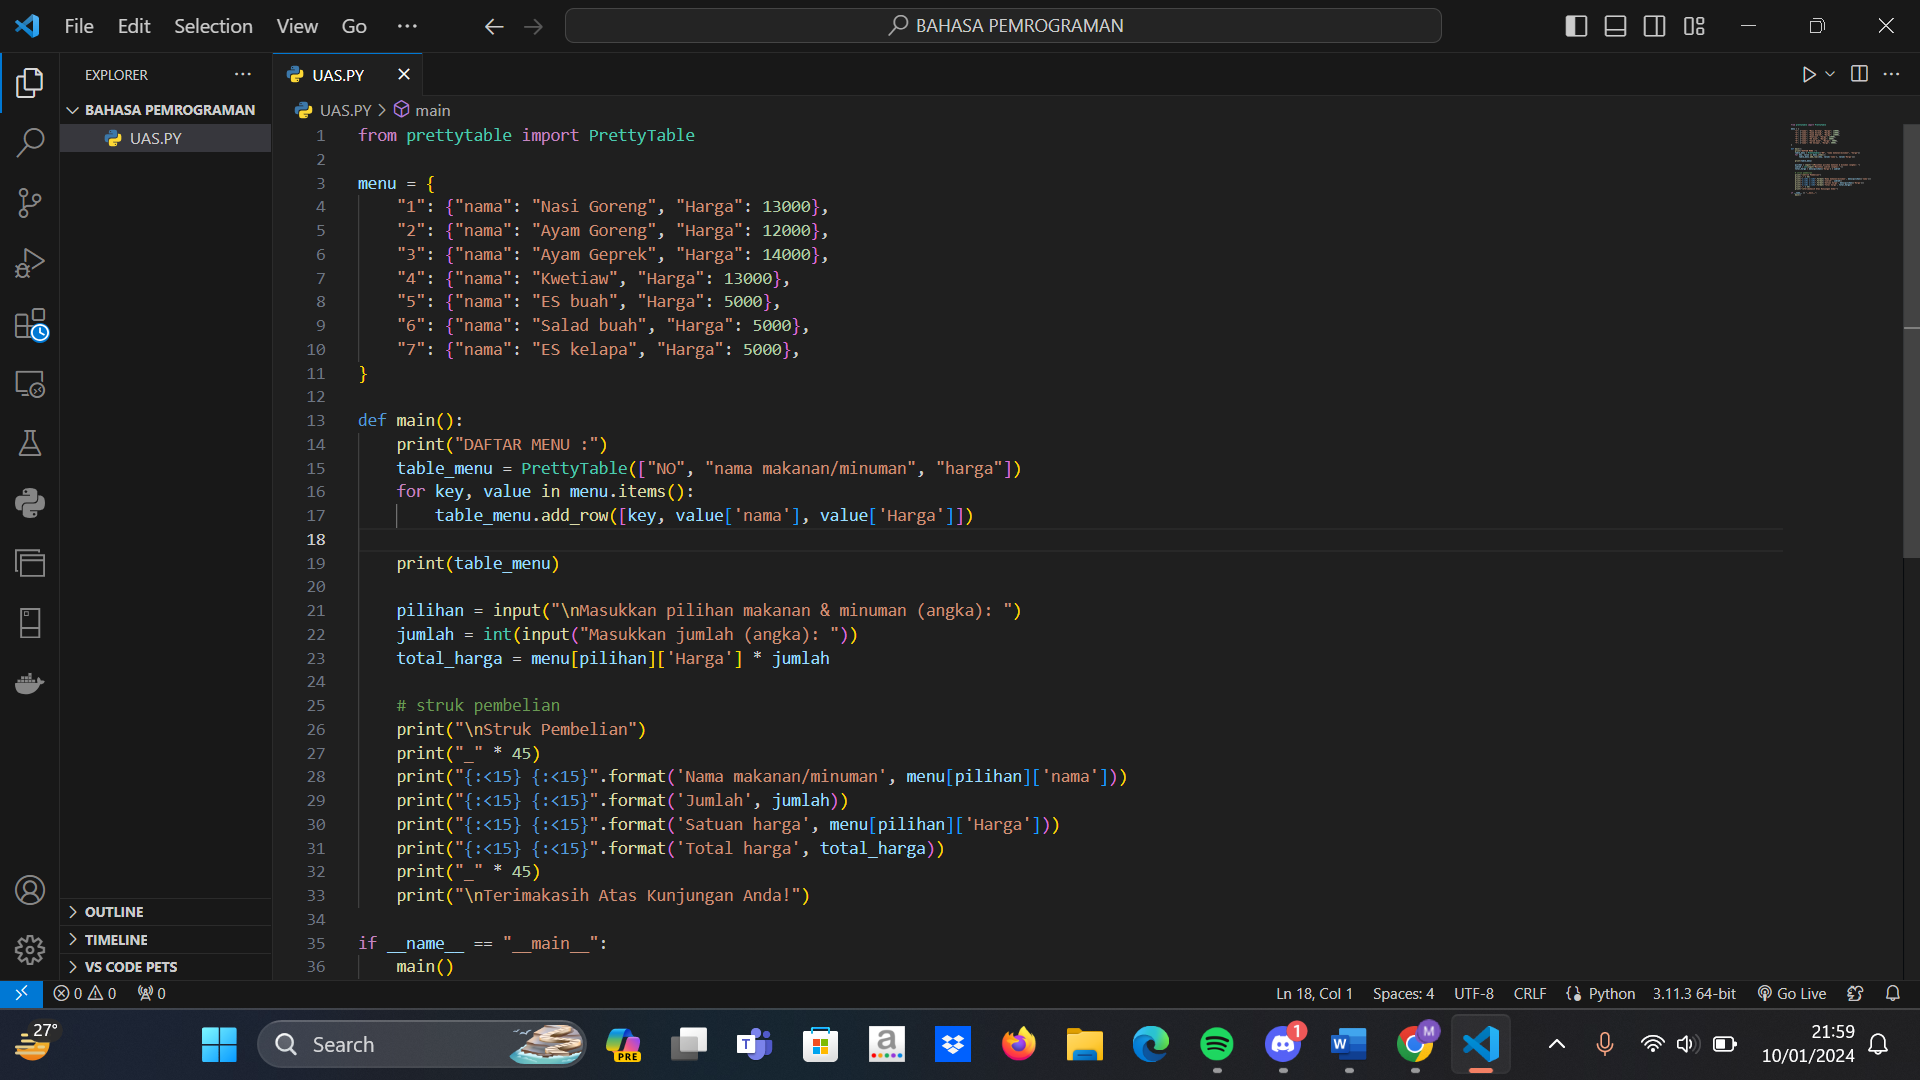 File Edit Selection View Go ... BAHASA PEMROGRAMAN
EXPLORER ...
BAHASA PEMROGRAMAN
UAS.PY
OUTLINE
TIMELINE
VS CODE PETS
UAS.PY
UAS.PY > main
1 from prettytable import PrettyTable
2
3 menu = {
4     "1": {"nama": "Nasi Goreng", "Harga": 13000},
5     "2": {"nama": "Ayam Goreng", "Harga": 12000},
6     "3": {"nama": "Ayam Geprek", "Harga": 14000},
7     "4": {"nama": "Kwetiaw", "Harga": 13000},
8     "5": {"nama": "ES buah", "Harga": 5000},
9     "6": {"nama": "Salad buah", "Harga": 5000},
10     "7": {"nama": "ES kelapa", "Harga": 5000},
11 }
12
13 def main():
14     print("DAFTAR MENU :")
15     table_menu = PrettyTable(["NO", "nama makanan/minuman", "harga"])
16     for key, value in menu.items():
17         table_menu.add_row([key, value['nama'], value['Harga']])
18
19     print(table_menu)
20
21     pilihan = input("\nMasukkan pilihan makanan & minuman (angka): ")
22     jumlah = int(input("Masukkan jumlah (angka): "))
23     total_harga = menu[pilihan]['Harga'] * jumlah
24
25     # struk pembelian
26     print("\nStruk Pembelian")
27     print("_" * 45)
28     print("{:<15} {:<15}".format('Nama makanan/minuman', menu[pilihan]['nama']))
29     print("{:<15} {:<15}".format('Jumlah', jumlah))
30     print("{:<15} {:<15}".format('Satuan harga', menu[pilihan]['Harga']))
31     print("{:<15} {:<15}".format('Total harga', total_harga))
32     print("_" * 45)
33     print("\nTerimakasih Atas Kunjungan Anda!")
34
35 if __name__ == "__main__":
36     main()
0 0 0 Ln 18, Col 1 Spaces: 4 UTF-8 CRLF Python 3.11.3 64-bit Go Live
27° Search PRE 1 M 21:59
10/01/2024